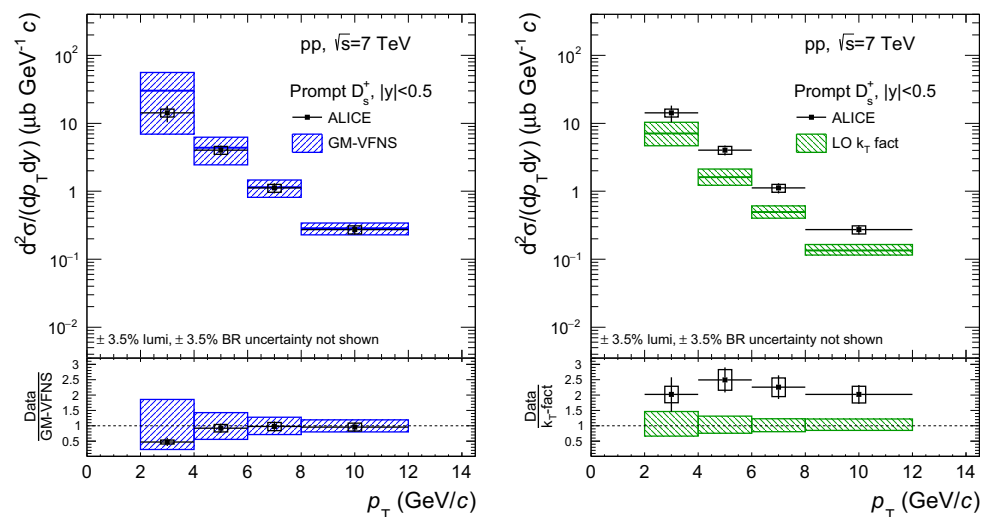 d²σ/(dp_T dy) (μb GeV⁻¹ c)
pp, √s=7 TeV
Prompt D_s⁺, |y|<0.5
ALICE
GM-VFNS
10²
10
1
10⁻¹
10⁻²
± 3.5% lumi, ± 3.5% BR uncertainty not shown
Data
GM-VFNS
3
2.5
2
1.5
1
0.5
0 2 4 6 8 10 12 14
p_T (GeV/c)
d²σ/(dp_T dy) (μb GeV⁻¹ c)
pp, √s=7 TeV
Prompt D_s⁺, |y|<0.5
ALICE
LO k_T fact
10²
10
1
10⁻¹
10⁻²
± 3.5% lumi, ± 3.5% BR uncertainty not shown
Data
k_T-fact
3
2.5
2
1.5
1
0.5
0 2 4 6 8 10 12 14
p_T (GeV/c)